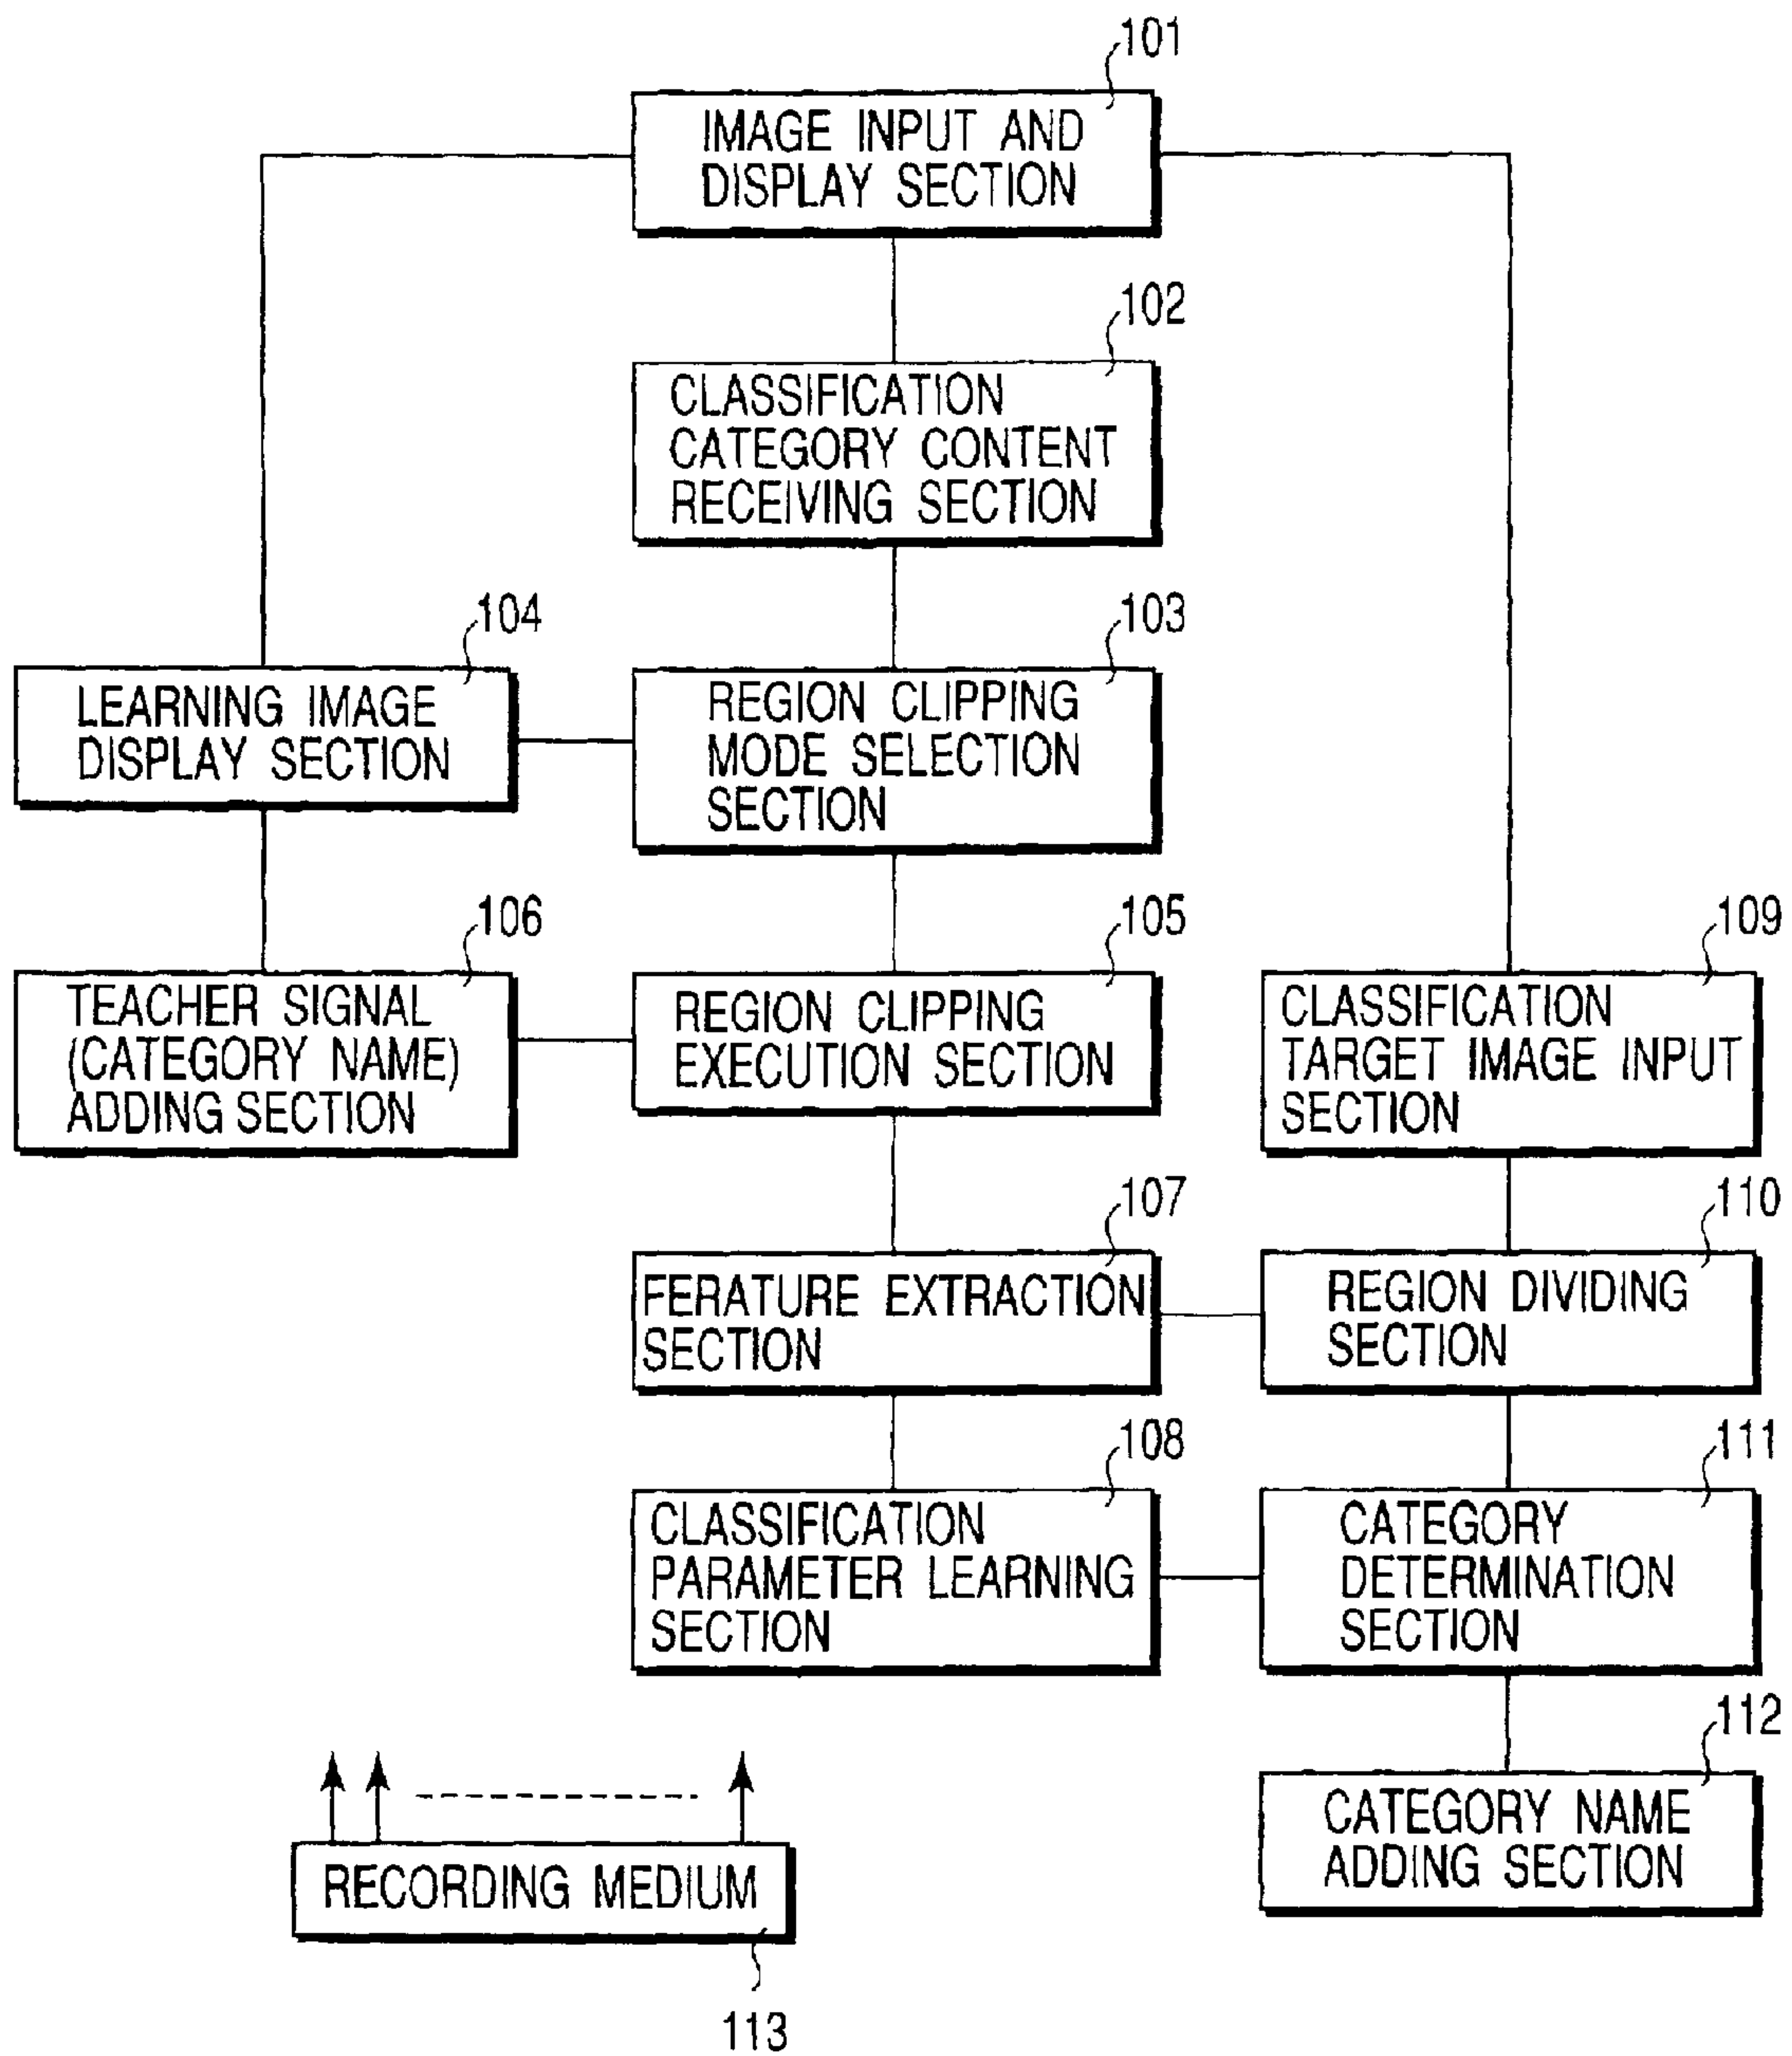 101
IMAGE INPUT AND
DISPLAY SECTION
102
CLASSIFICATION
CATEGORY CONTENT
RECEIVING SECTION
104
LEARNING IMAGE
DISPLAY SECTION
103
REGION CLIPPING
MODE SELECTION
SECTION
106
TEACHER SIGNAL
(CATEGORY NAME)
ADDING SECTION
105
REGION CLIPPING
EXECUTION SECTION
109
CLASSIFICATION
TARGET IMAGE INPUT
SECTION
107
FERATURE EXTRACTION
SECTION
110
REGION DIVIDING
SECTION
108
CLASSIFICATION
PARAMETER LEARNING
SECTION
111
CATEGORY
DETERMINATION
SECTION
112
CATEGORY NAME
ADDING SECTION
RECORDING MEDIUM
113